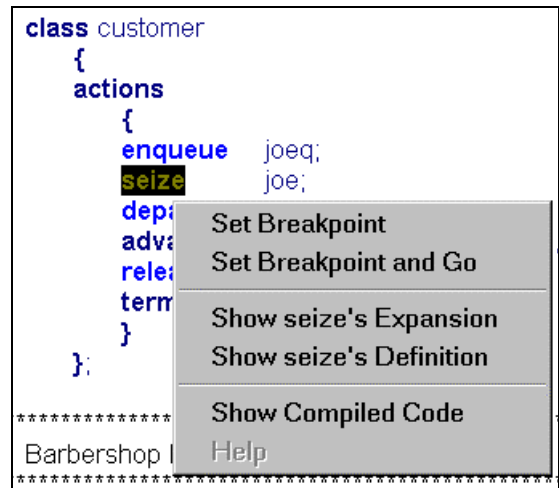 class customer
{
actions
{
enqueue joeq;
seize joe;
Set Breakpoint
Set Breakpoint and Go
Show seize's Expansion
Show seize's Definition
Show Compiled Code
Help
}
};
*****************
Barbershop
*****************************************************